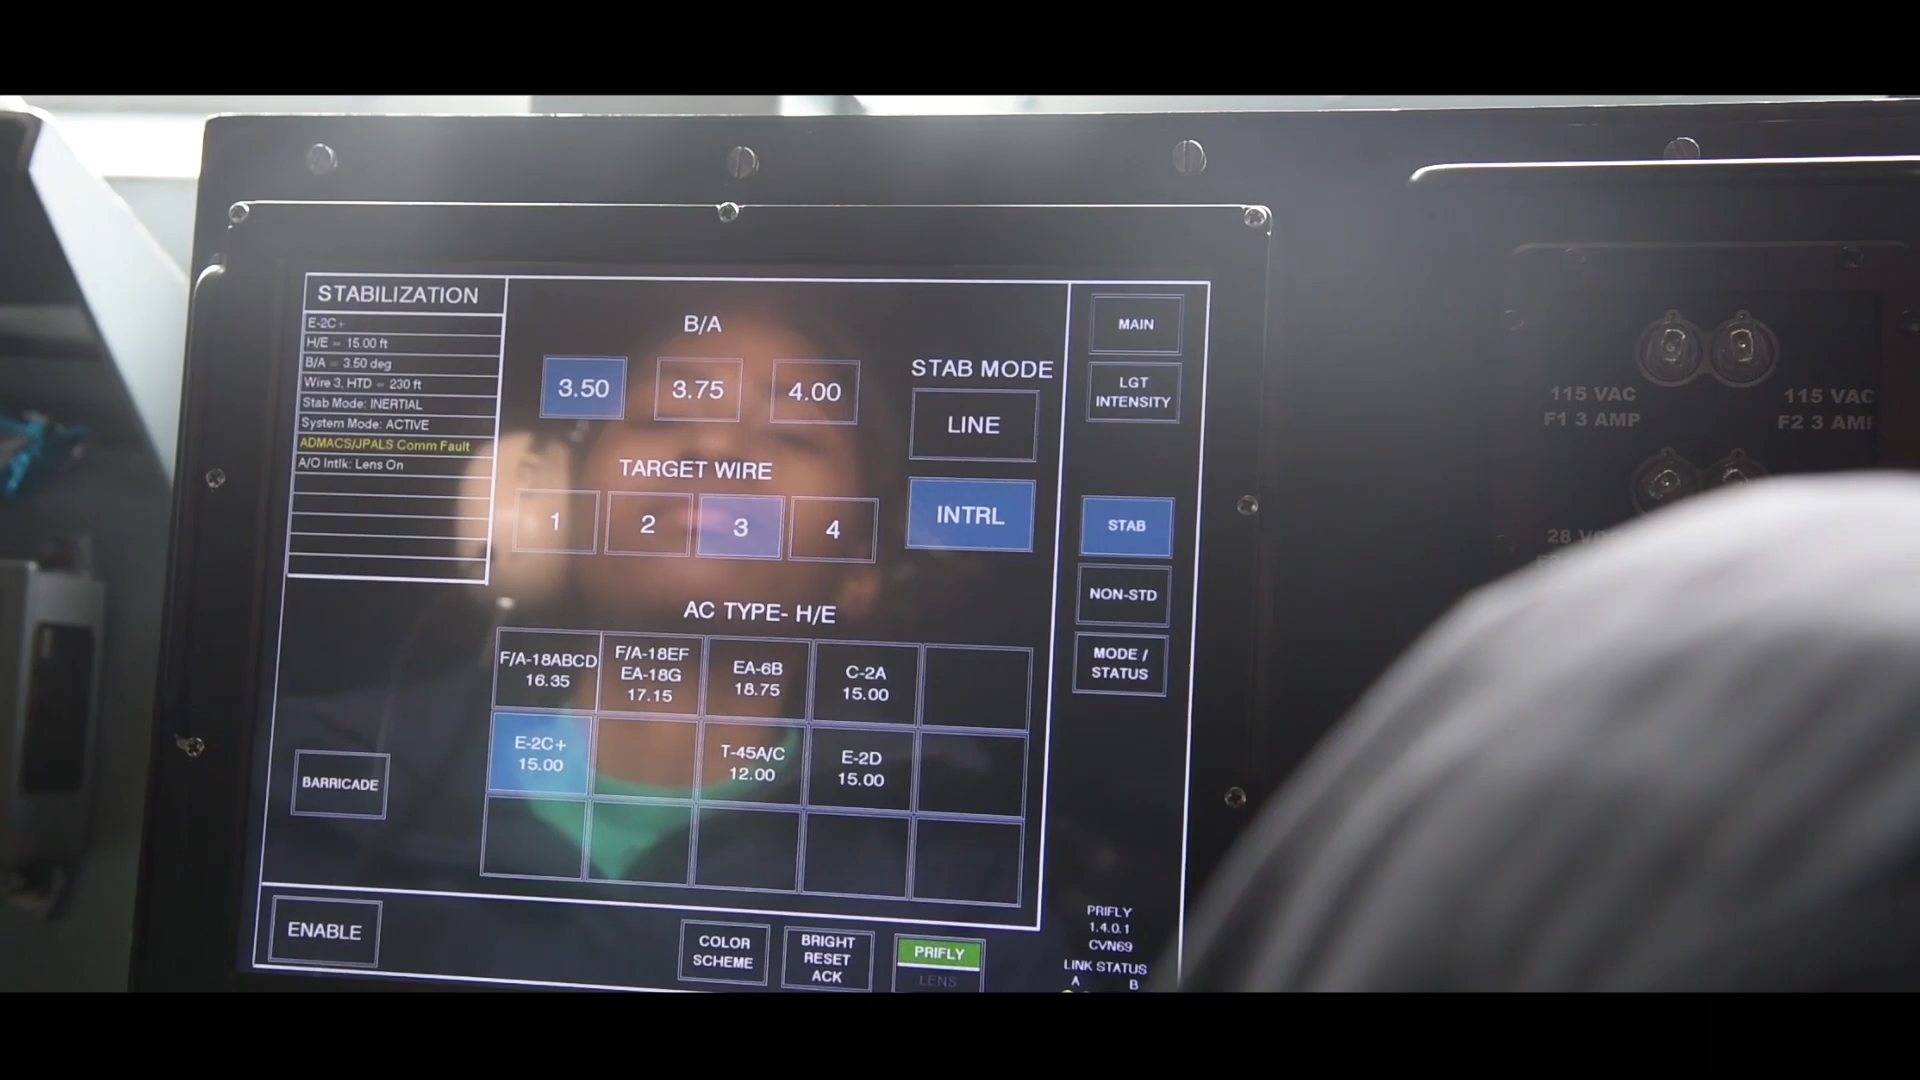 STABILIZATION
E-2C+
H/E = 15.00 ft
B/A = 3.50 deg
Wire 3, HTD = 230 ft
Stab Mode: INERTIAL
System Mode: ACTIVE
ADMACS/JPALS Comm Fault
A/O Intlk: Lens On
B/A
3.50 3.75 4.00
TARGET WIRE
1 2 3 4
STAB MODE
LINE
INTRL
AC TYPE- H/E
F/A-18ABCD
16.35
F/A-18EF
EA-18G
17.15
EA-6B
18.75
C-2A
15.00
E-2C+
15.00
T-45A/C
12.00
E-2D
15.00
BARRICADE
ENABLE
COLOR
SCHEME
BRIGHT
RESET
ACK
PRIFLY
LENS
MAIN
LGT
INTENSITY
STAB
NON-STD
MODE /
STATUS
PRIFLY
1.4.0.1
CVN69
LINK STATUS
A B
115 VAC
F1 3 AMP
115 VAC
F2 3 AM
28